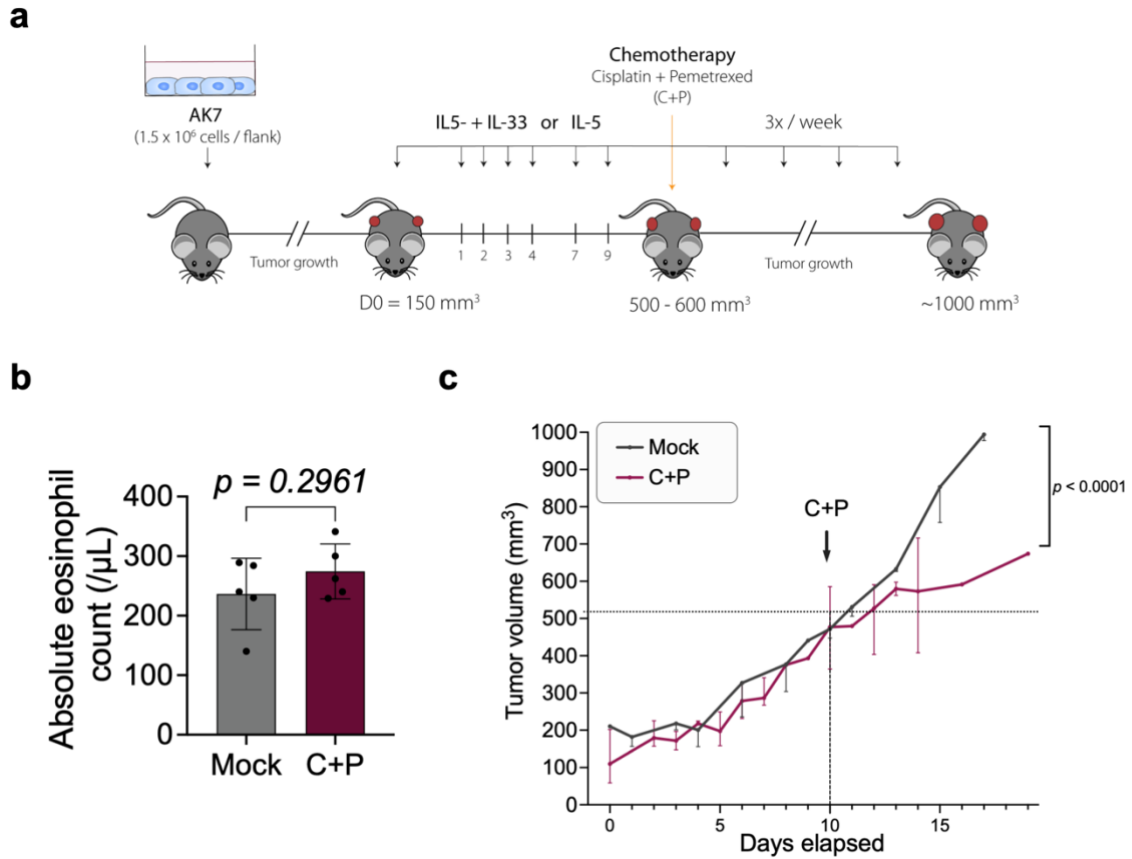 a
Chemotherapy
Cisplatin + Pemetrexed
(C+P)
AK7
(1.5 x 10⁶ cells / flank)
IL5- + IL-33 or IL-5
3x / week
Tumor growth
1 2 3 4 7 9
Tumor growth
D0 = 150 mm³
500 - 600 mm³
~1000 mm³
b
p = 0.2961
Absolute eosinophil
count (/µL)
400
300
200
100
0
Mock C+P
c
Mock
C+P
C+P
p < 0.0001
Tumor volume (mm³)
1000
900
800
700
600
500
400
300
200
100
0
0 5 10 15
Days elapsed